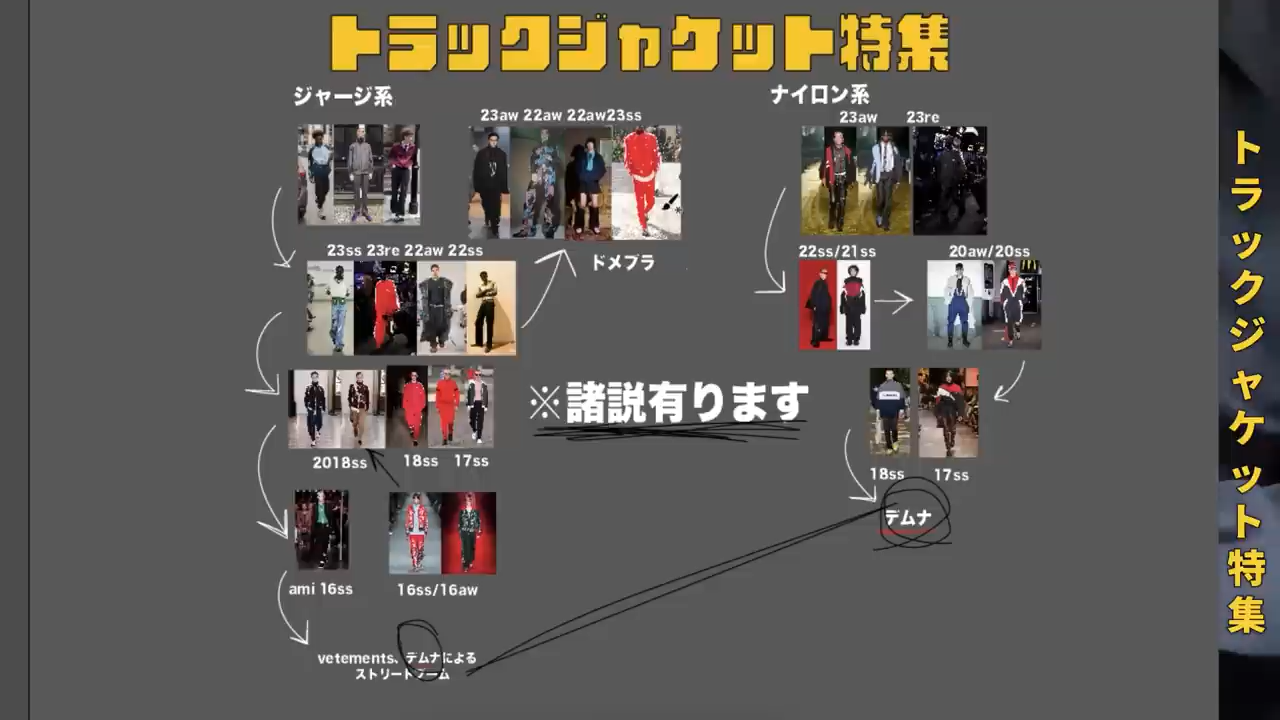 トラックジャケット特集
ジャージ系
ナイロン系
23aw 22aw 22aw23ss
23aw 23re
ドメブラ
23ss 23re 22aw 22ss
22ss/21ss
20aw/20ss
※諸説有ります
2018ss
18ss 17ss
18ss 17ss
デムナ
ami 16ss
16ss/16aw
vetements、デムナによる
ストリートブーム
トラックジャケット特集